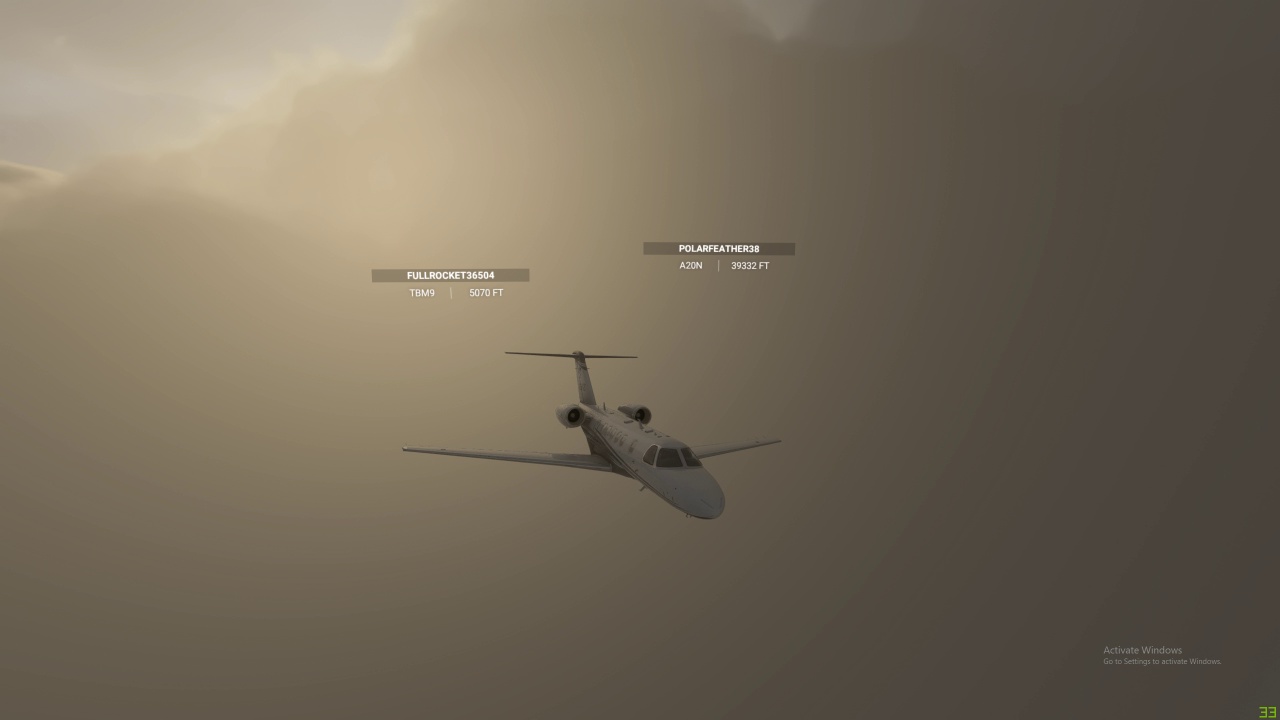 POLARFEATHER38
A20N | 39332 FT
FULLROCKET36504
TBM9 | 5070 FT
Activate Windows
Go to Settings to activate Windows.
33